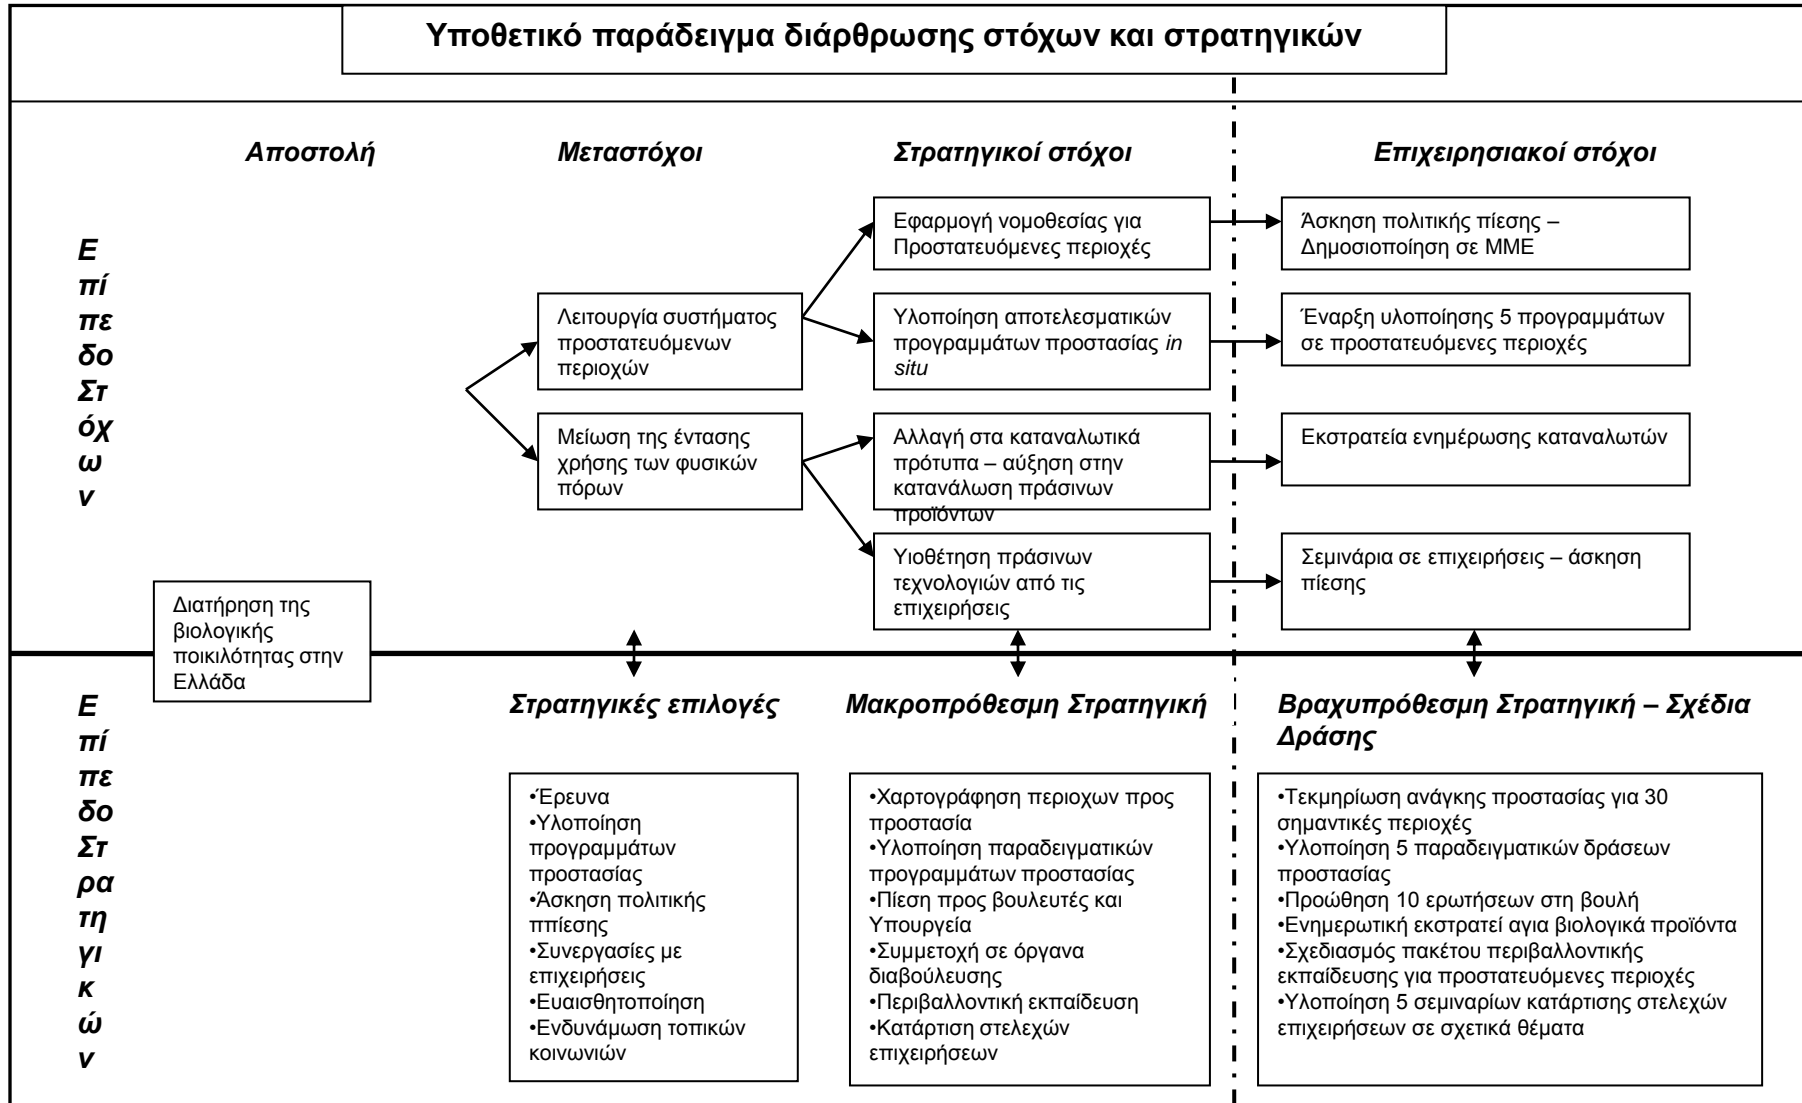 Υποθετικό παράδειγμα διάρθρωσης στόχων και στρατηγικών
Αποστολή
Μεταστόχοι
Στρατηγικοί στόχοι
Επιχειρησιακοί στόχοι
Ε
πί
πε
δο
Στ
όχ
ω
ν
Εφαρμογή νομοθεσίας για
Προστατευόμενες περιοχές
Άσκηση πολιτικής πίεσης –
Δημοσιοποίηση σε ΜΜΕ
Λειτουργία συστήματος
προστατευόμενων
περιοχών
Υλοποίηση αποτελεσματικών
προγραμμάτων προστασίας in
situ
Έναρξη υλοποίησης 5 προγραμμάτων
σε προστατευόμενες περιοχές
Μείωση της έντασης
χρήσης των φυσικών
πόρων
Αλλαγή στα καταναλωτικά
πρότυπα – αύξηση στην
κατανάλωση πράσινων
προϊόντων
Εκστρατεία ενημέρωσης καταναλωτών
Υιοθέτηση πράσινων
τεχνολογιών από τις
επιχειρήσεις
Σεμινάρια σε επιχειρήσεις – άσκηση
πίεσης
Διατήρηση της
βιολογικής
ποικιλότητας στην
Ελλάδα
Ε
πί
πε
δο
Στ
ρα
τη
γι
κ
ώ
ν
Στρατηγικές επιλογές
Μακροπρόθεσμη Στρατηγική
Βραχυπρόθεσμη Στρατηγική – Σχέδια
Δράσης
•Έρευνα
•Υλοποίηση
προγραμμάτων
προστασίας
•Άσκηση πολιτικής
ππίεσης
•Συνεργασίες με
επιχειρήσεις
•Ευαισθητοποίηση
•Ενδυνάμωση τοπικών
κοινωνιών
•Χαρτογράφηση περιοχων προς
προστασία
•Υλοποίηση παραδειγματικών
προγραμμάτων προστασίας
•Πίεση προς βουλευτές και
Υπουργεία
•Συμμετοχή σε όργανα
διαβούλευσης
•Περιβαλλοντική εκπαίδευση
•Κατάρτιση στελεχών
επιχειρήσεων
•Τεκμηρίωση ανάγκης προστασίας για 30
σημαντικές περιοχές
•Υλοποίηση 5 παραδειγματικών δράσεων
προστασίας
•Προώθηση 10 ερωτήσεων στη βουλή
•Ενημερωτική εκστρατεί αγια βιολογικά προϊόντα
•Σχεδιασμός πακέτου περιβαλλοντικής
εκπαίδευσης για προστατευόμενες περιοχές
•Υλοποίηση 5 σεμιναρίων κατάρτισης στελεχών
επιχειρήσεων σε σχετικά θέματα